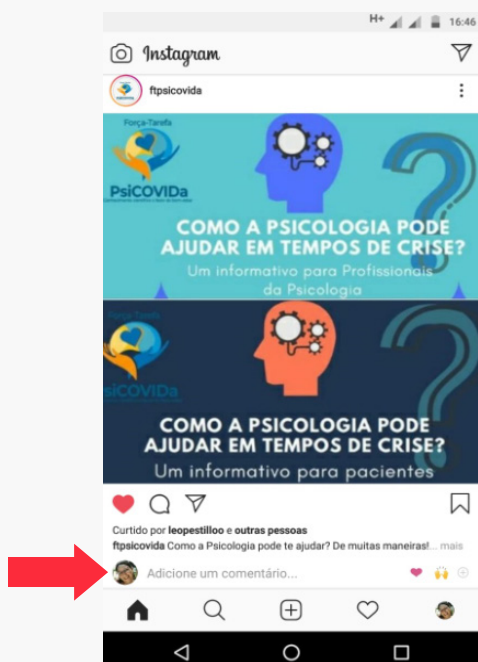 H+ 16:46
Instagram
ftpsicovida
Força-Tarefa
PsiCOVIDa
COMO A PSICOLOGIA PODE
AJUDAR EM TEMPOS DE CRISE?
Um informativo para Profissionais
da Psicologia
Força-Tarefa
siCOVIDa
COMO A PSICOLOGIA PODE
AJUDAR EM TEMPOS DE CRISE?
Um informativo para pacientes
Curtido por leopestilloo e outras pessoas
ftpsicovida Como a Psicologia pode te ajudar? De muitas maneiras!... mais
Adicione um comentário...